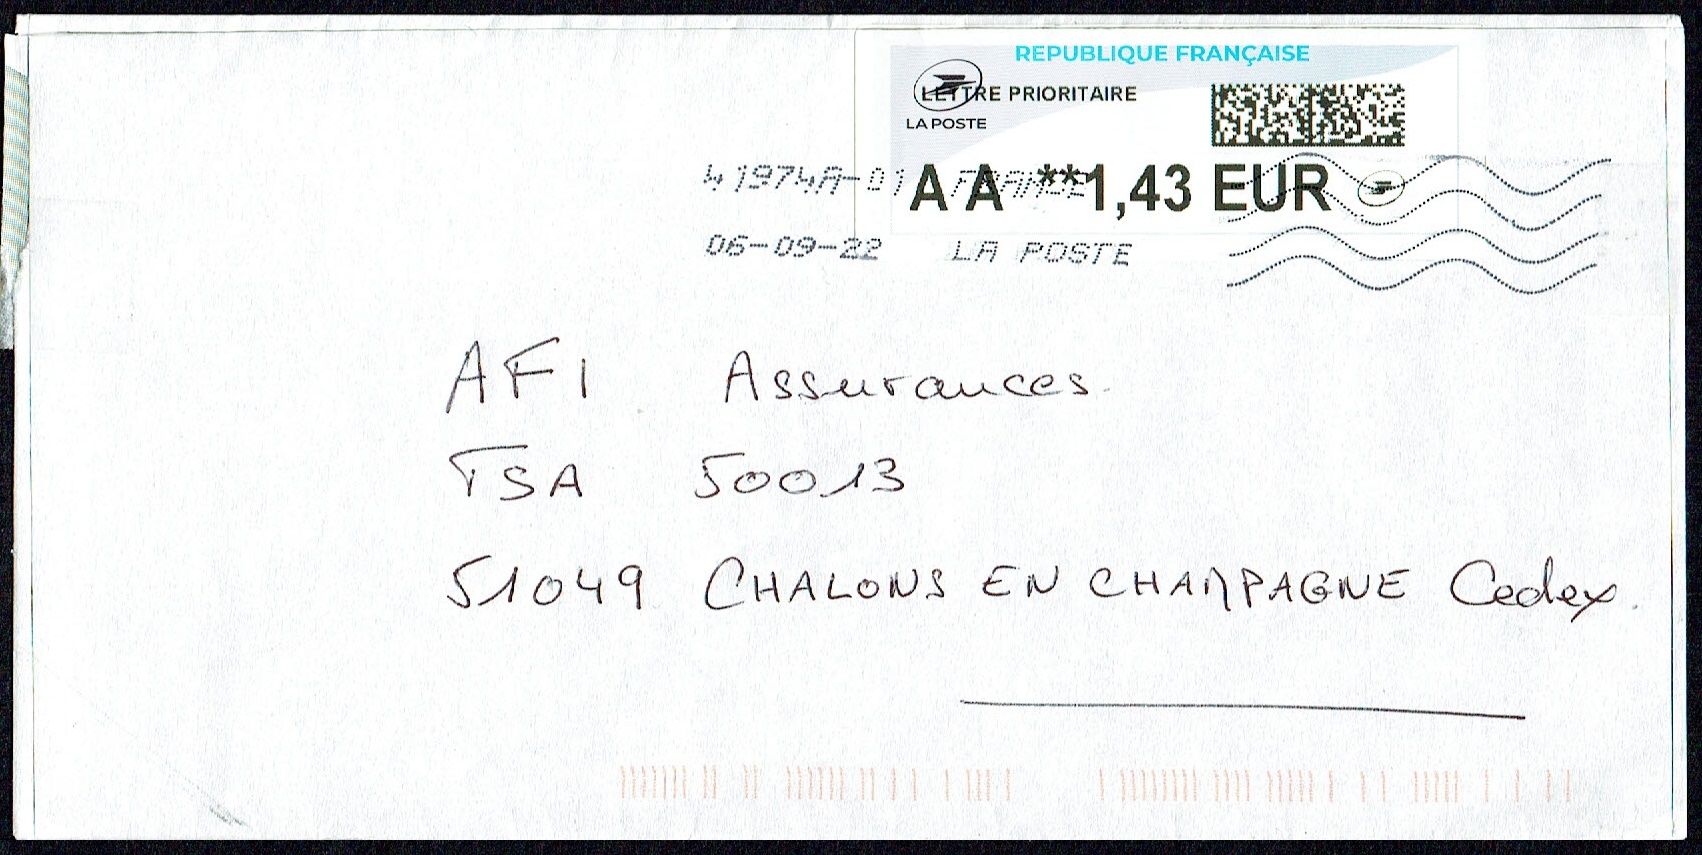 REPUBLIQUE FRANÇAISE
LETTRE PRIORITAIRE
LA POSTE
41974A-01 FRANCE
A A **1,43 EUR
06-09-22 LA POSTE
AFI Assurances
TSA 50013
51049 CHALONS EN CHAMPAGNE Cedex